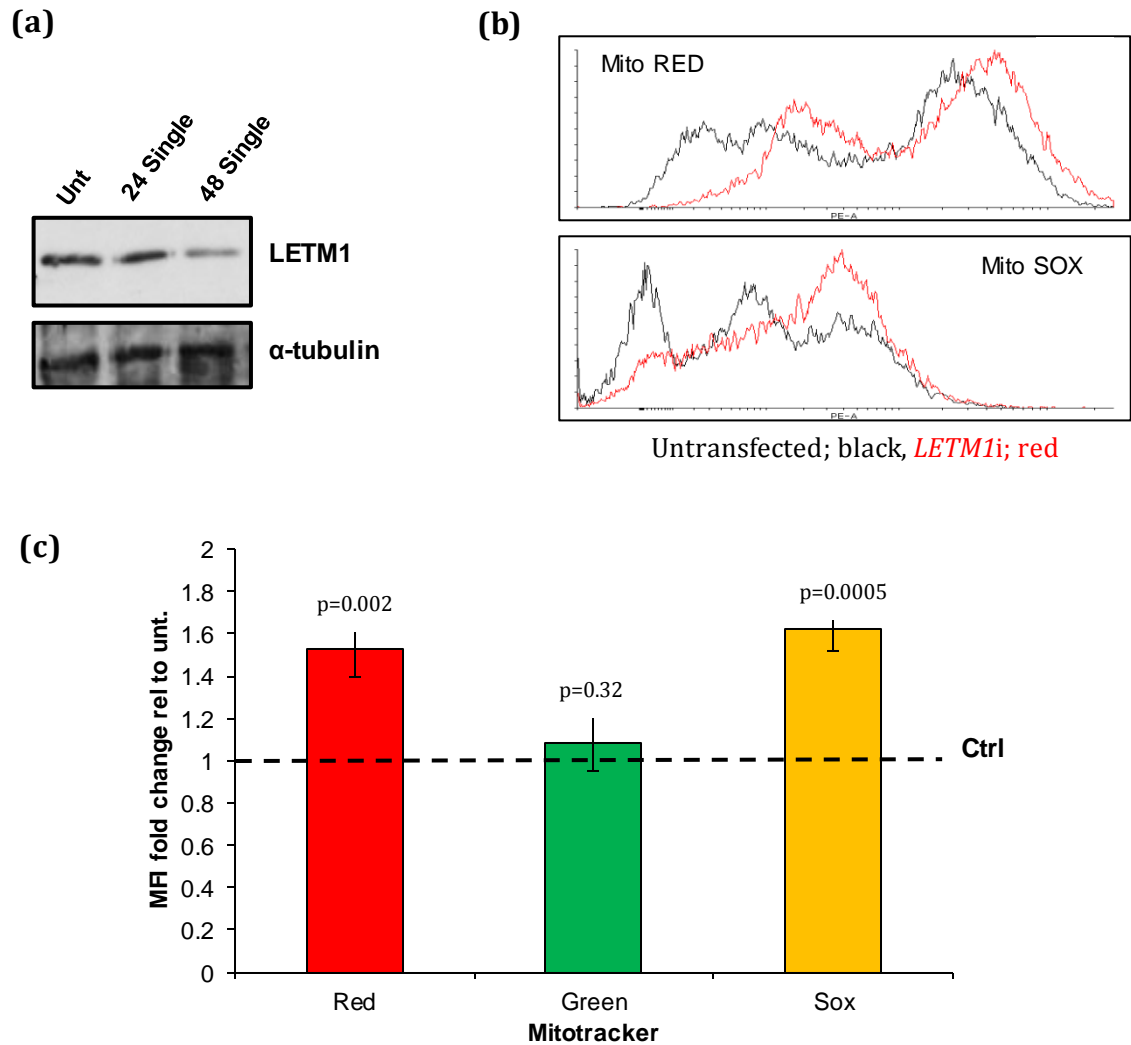 (a)
Unt
24 Single
48 Single
LETM1
α-tubulin
(b)
Mito RED
PE-A
Mito SOX
PE-A
Untransfected; black, LETM1i; red
(c)
MFI fold change rel to unt.
2
1.8
1.6
1.4
1.2
1
0.8
0.6
0.4
0.2
0
p=0.002
p=0.32
p=0.0005
Ctrl
Red
Green
Sox
Mitotracker